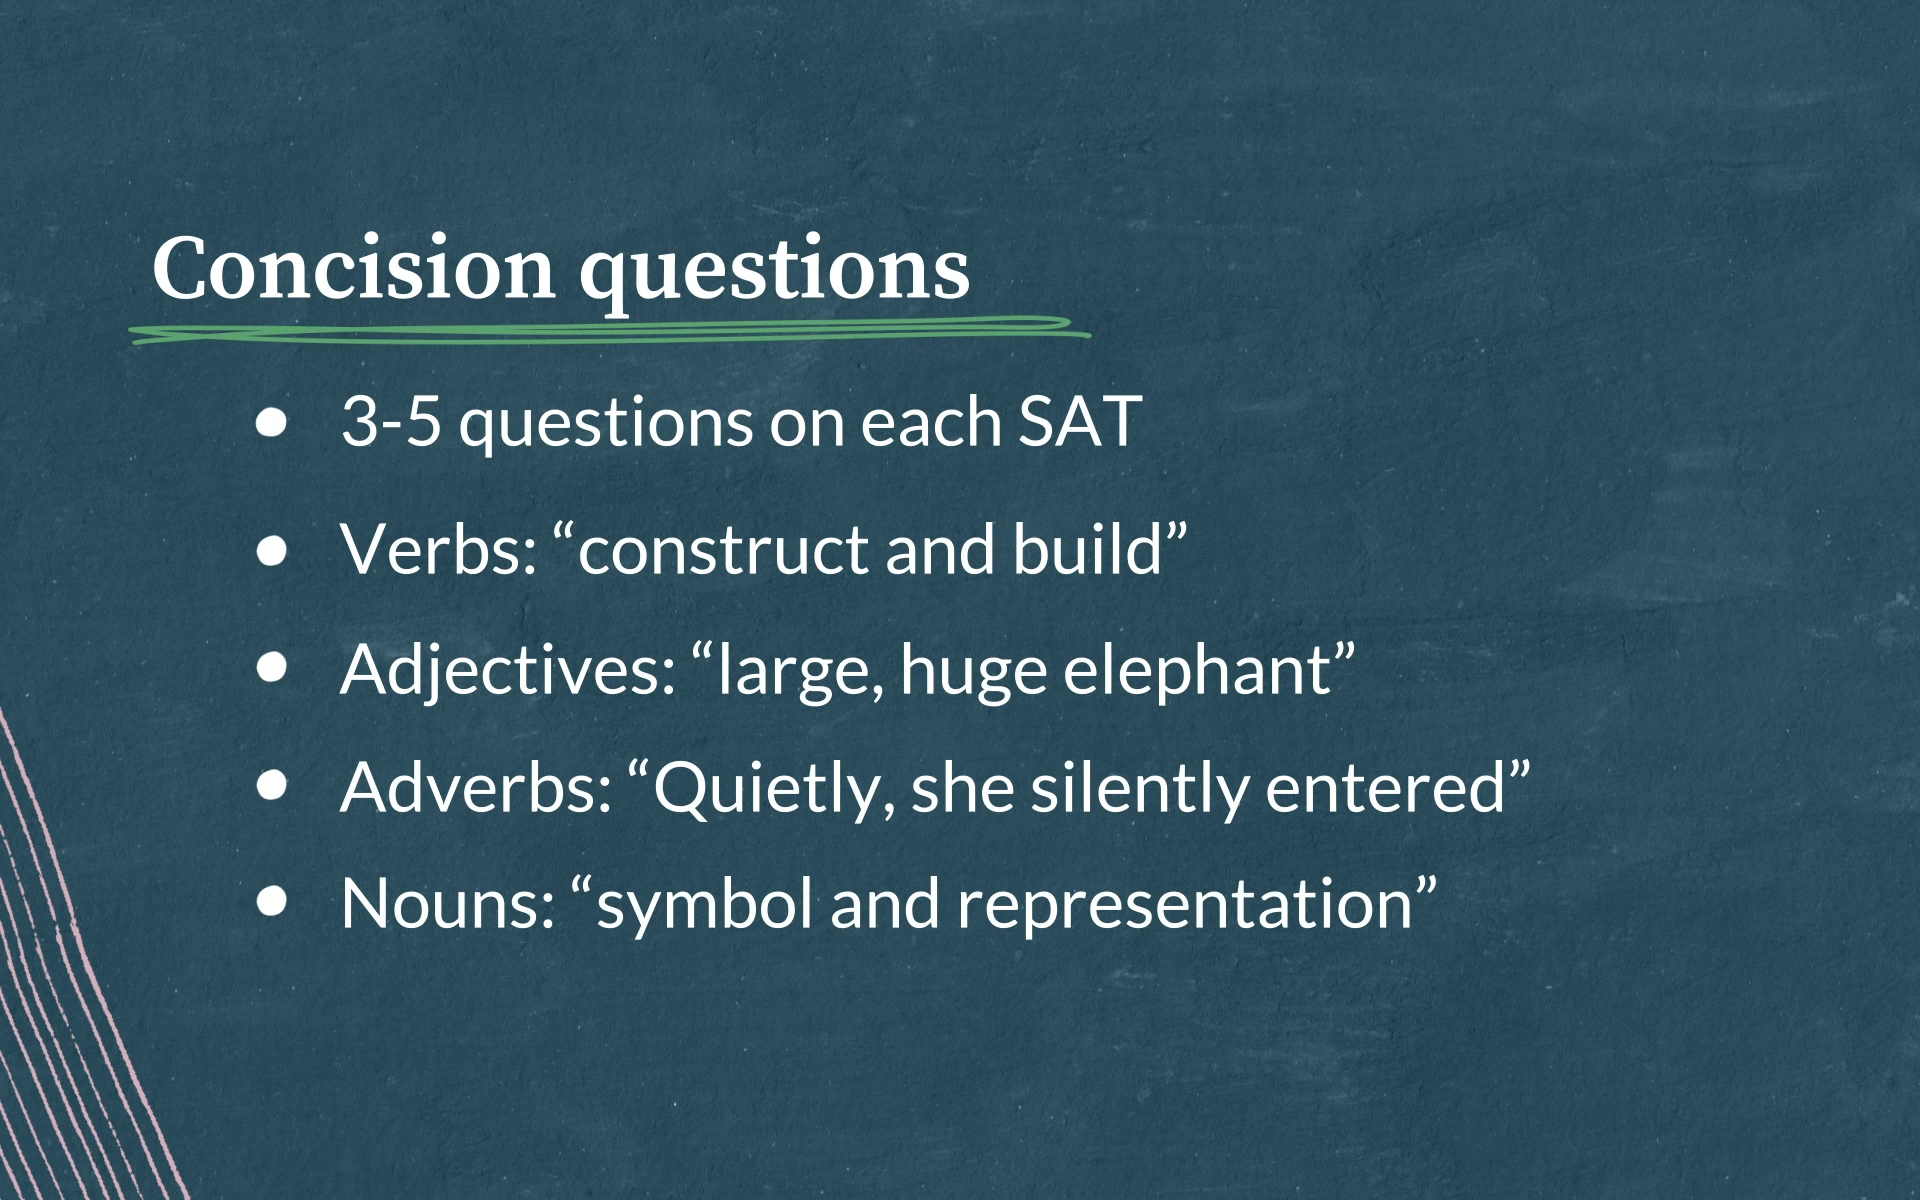 Concision questions
3-5 questions on each SAT
Verbs: “construct and build”
Adjectives: “large, huge elephant”
Adverbs: “Quietly, she silently entered”
Nouns: “symbol and representation”